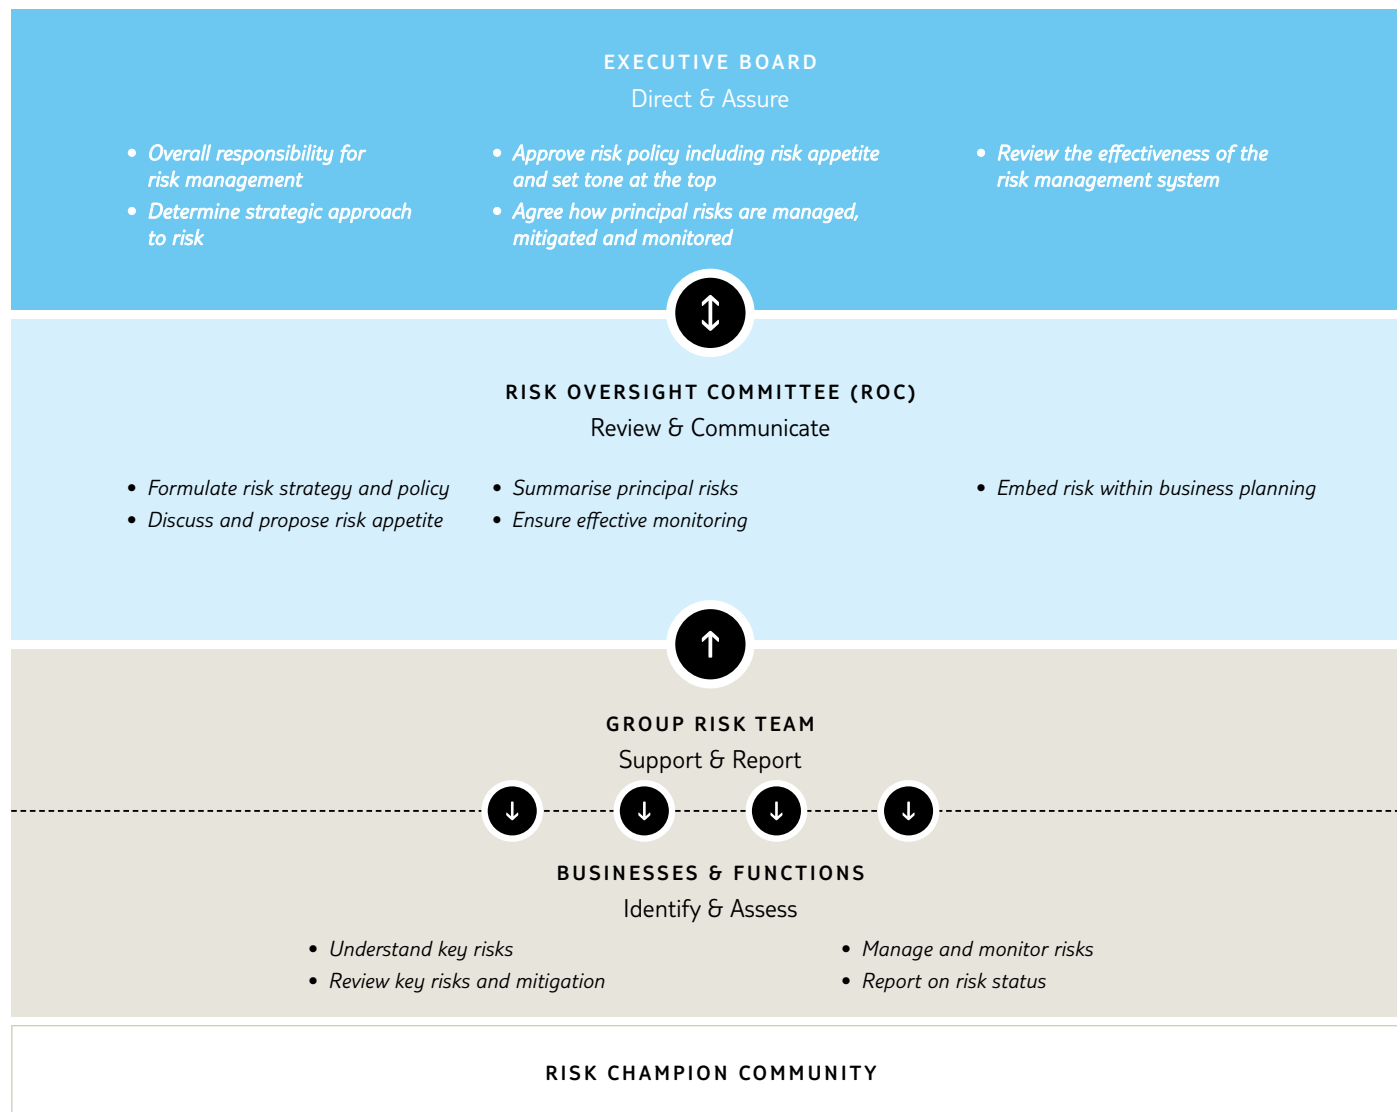 EXECUTIVE BOARD
Direct & Assure
• Overall responsibility for
risk management
• Determine strategic approach
to risk
• Approve risk policy including risk appetite
and set tone at the top
• Agree how principal risks are managed,
mitigated and monitored
• Review the effectiveness of the
risk management system
RISK OVERSIGHT COMMITTEE (ROC)
Review & Communicate
• Formulate risk strategy and policy
• Discuss and propose risk appetite
• Summarise principal risks
• Ensure effective monitoring
• Embed risk within business planning
GROUP RISK TEAM
Support & Report
BUSINESSES & FUNCTIONS
Identify & Assess
• Understand key risks
• Review key risks and mitigation
• Manage and monitor risks
• Report on risk status
RISK CHAMPION COMMUNITY